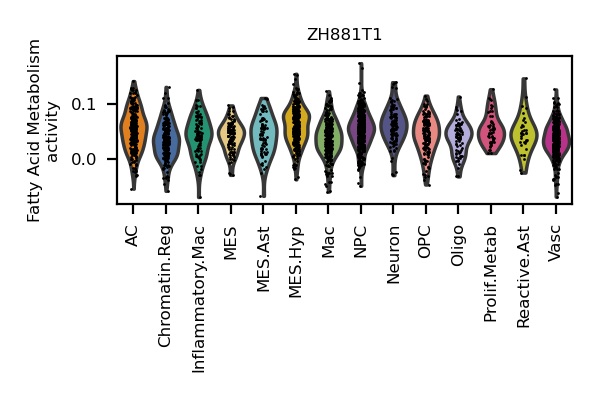 ZH881T1
Fatty Acid Metabolism
activity
0.1
0.0
AC
Chromatin.Reg
Inflammatory.Mac
MES
MES.Ast
MES.Hyp
Mac
NPC
Neuron
OPC
Oligo
Prolif.Metab
Reactive.Ast
Vasc